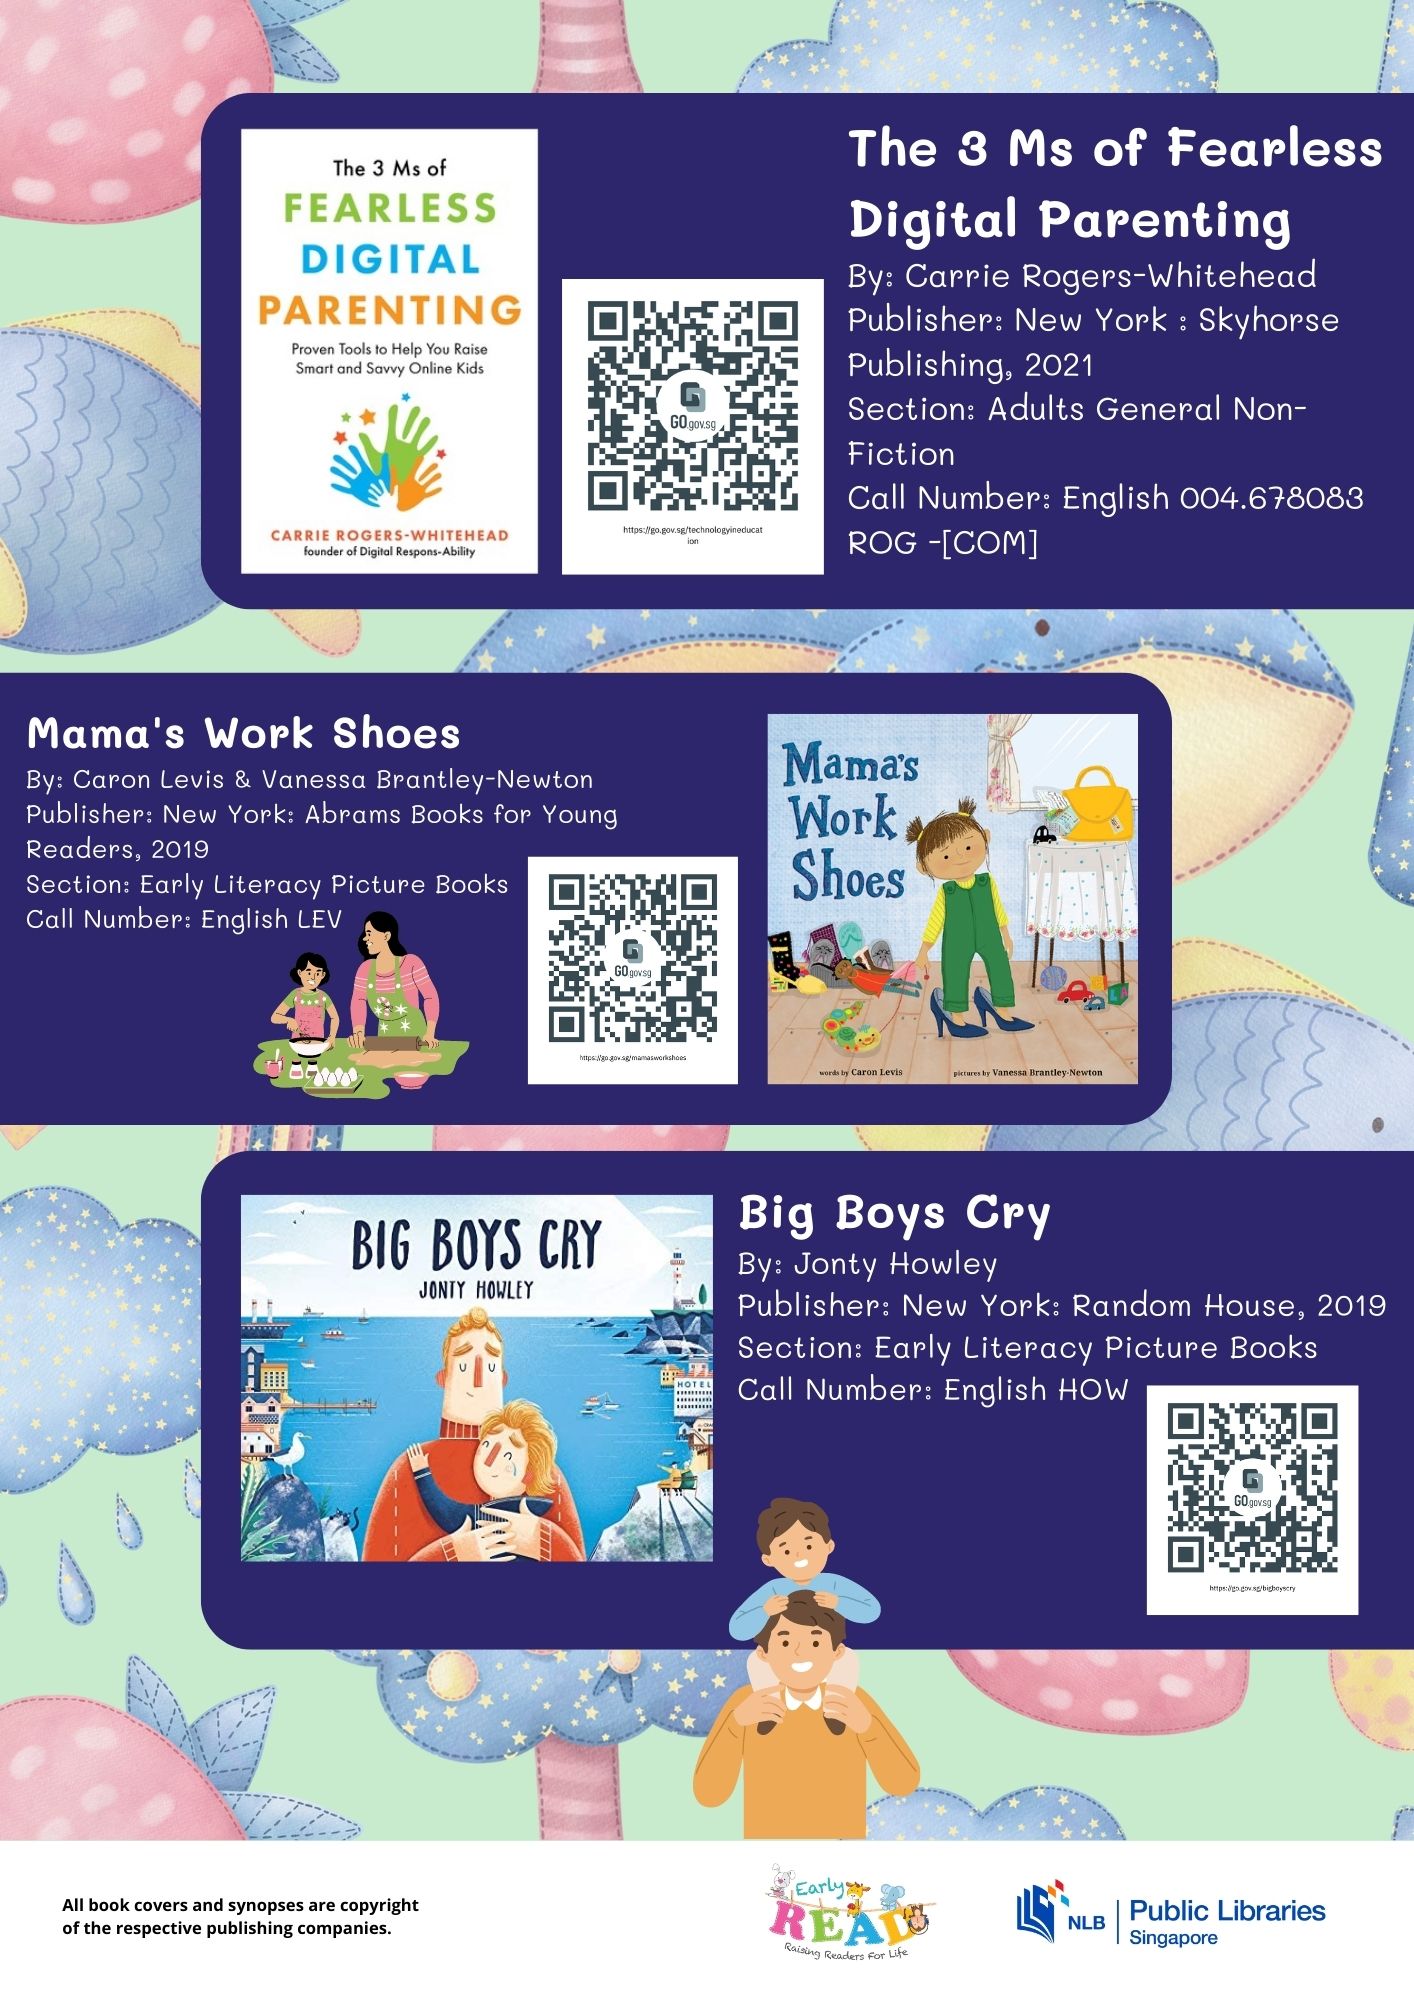 The 3 Ms of
FEARLESS
DIGITAL
PARENTING
Proven Tools to Help You Raise
Smart and Savvy Online Kids
CARRIE ROGERS-WHITEHEAD
founder of Digital Respons-Ability
GO.gov.sg
https://go.gov.sg/technologyineducat
ion
The 3 Ms of Fearless
Digital Parenting
By: Carrie Rogers-Whitehead
Publisher: New York : Skyhorse
Publishing, 2021
Section: Adults General Non-
Fiction
Call Number: English 004.678083
ROG -[COM]
Mama's Work Shoes
By: Caron Levis & Vanessa Brantley-Newton
Publisher: New York: Abrams Books for Young
Readers, 2019
Section: Early Literacy Picture Books
Call Number: English LEV
GO.gov.sg
https://go.gov.sg/mamasworkshoes
Mama's
Work
Shoes
words by Caron Levis
pictures by Vanessa Brantley-Newton
BIG BOYS CRY
JONTY HOWLEY
HOTEL
Big Boys Cry
By: Jonty Howley
Publisher: New York: Random House, 2019
Section: Early Literacy Picture Books
Call Number: English HOW
GO.gov.sg
https://go.gov.sg/bigboyscry
All book covers and synopses are copyright
of the respective publishing companies.
Early
READ
Raising Readers For Life
NLB
Public Libraries
Singapore